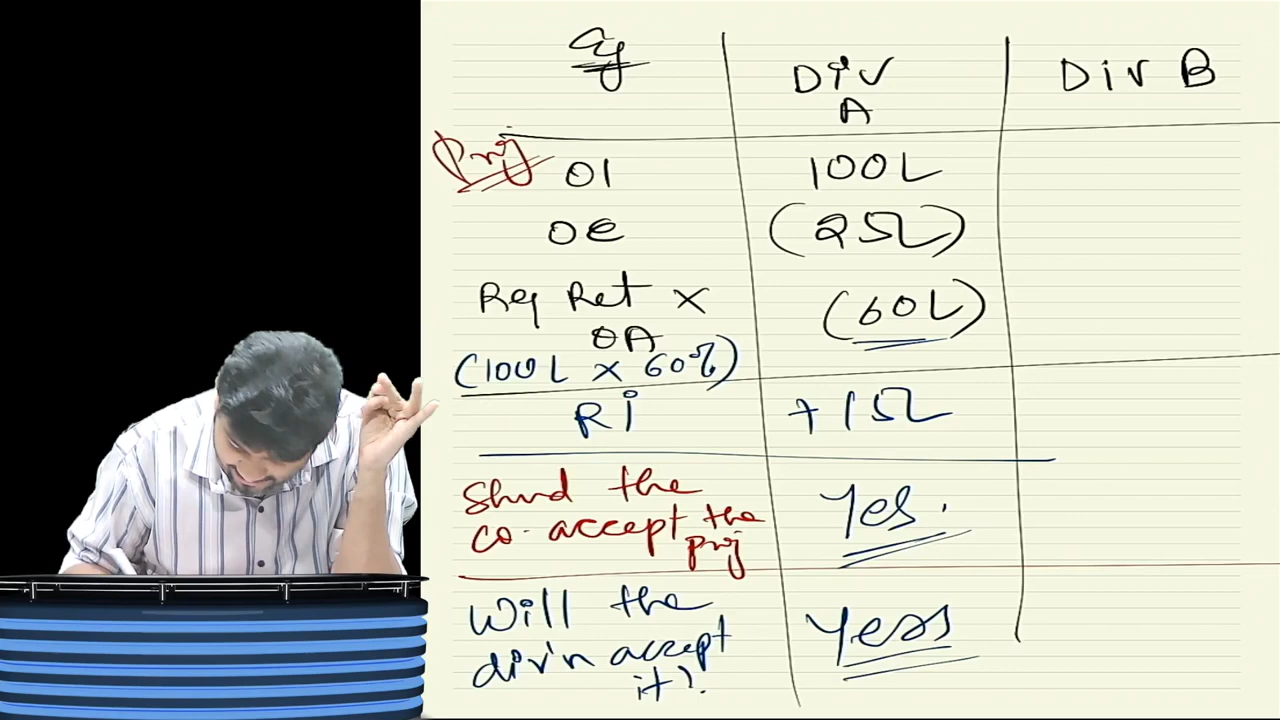 eg
Div A
Div B
Proj
OI
100L
OE
(25L)
Req Ret X OA
(60L)
(100L X 60%)
RI
+15L
Shud the
co. accept the
proj
Yes.
Will the
div'n accept
it?
Yess